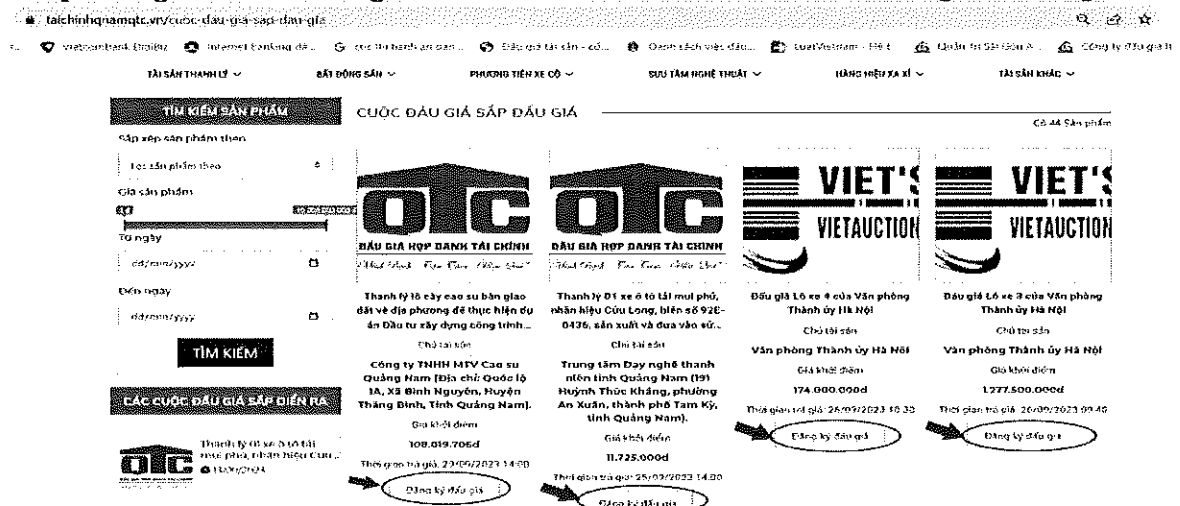 taichinhqnamqtc.vn/cuoc-dau-gia-sap-dau-gia
TÀI SẢN THANH LÝ
BẤT ĐỘNG SẢN
PHƯƠNG TIỆN XE CỘ
SƯU TẦM NGHỆ THUẬT
HÀNG HIỆU XA XỈ
TÀI SẢN KHÁC
TÌM KIẾM SẢN PHẨM
Sắp xếp sản phẩm theo
Lọc sản phẩm theo
Giá sản phẩm
Từ ngày
dd/mm/yyyy
Đến ngày
dd/mm/yyyy
TÌM KIẾM
CÁC CUỘC ĐẤU GIÁ SẮP DIỄN RA
QTC
Thanh lý 01 xe ô tô tải
mui phủ, nhãn hiệu Cửu ...
CUỘC ĐẤU GIÁ SẮP ĐẤU GIÁ
Có 44 Sản phẩm
QTC
ĐẤU GIÁ HỢP DANH TÀI CHÍNH
Thanh lý lô cây cao su bàn giao
đất về địa phương để thực hiện dự
án Đầu tư xây dựng công trình...
Chủ tài sản
Công ty TNHH MTV Cao su
Quảng Nam (Địa chỉ: Quốc lộ
1A, Xã Bình Nguyên, Huyện
Thăng Bình, Tỉnh Quảng Nam).
Giá khởi điểm
108.819.706đ
Thời gian trả giá: 29/09/2023 14:00
Đăng ký đấu giá
QTC
ĐẤU GIÁ HỢP DANH TÀI CHÍNH
Thanh lý 01 xe ô tô tải mui phủ,
nhãn hiệu Cửu Long, biển số 92E-
0436, sản xuất và đưa vào sử...
Chủ tài sản
Trung tâm Dạy nghề thanh
niên tỉnh Quảng Nam (191
Huỳnh Thúc Kháng, phường
An Xuân, thành phố Tam Kỳ,
tỉnh Quảng Nam).
Giá khởi điểm
11.725.000đ
Thời gian trả giá: 25/09/2023 14:00
Đăng ký đấu giá
VIET'S
VIETAUCTION
Đấu giá Lô xe 4 của Văn phòng
Thành ủy Hà Nội
Chủ tài sản
Văn phòng Thành ủy Hà Nội
Giá khởi điểm
174.000.000đ
Thời gian trả giá: 26/09/2023 10:30
Đăng ký đấu giá
VIET'S
VIETAUCTION
Đấu giá Lô xe 3 của Văn phòng
Thành ủy Hà Nội
Chủ tài sản
Văn phòng Thành ủy Hà Nội
Giá khởi điểm
1.277.500.000đ
Thời gian trả giá: 26/09/2023 09:40
Đăng ký đấu giá